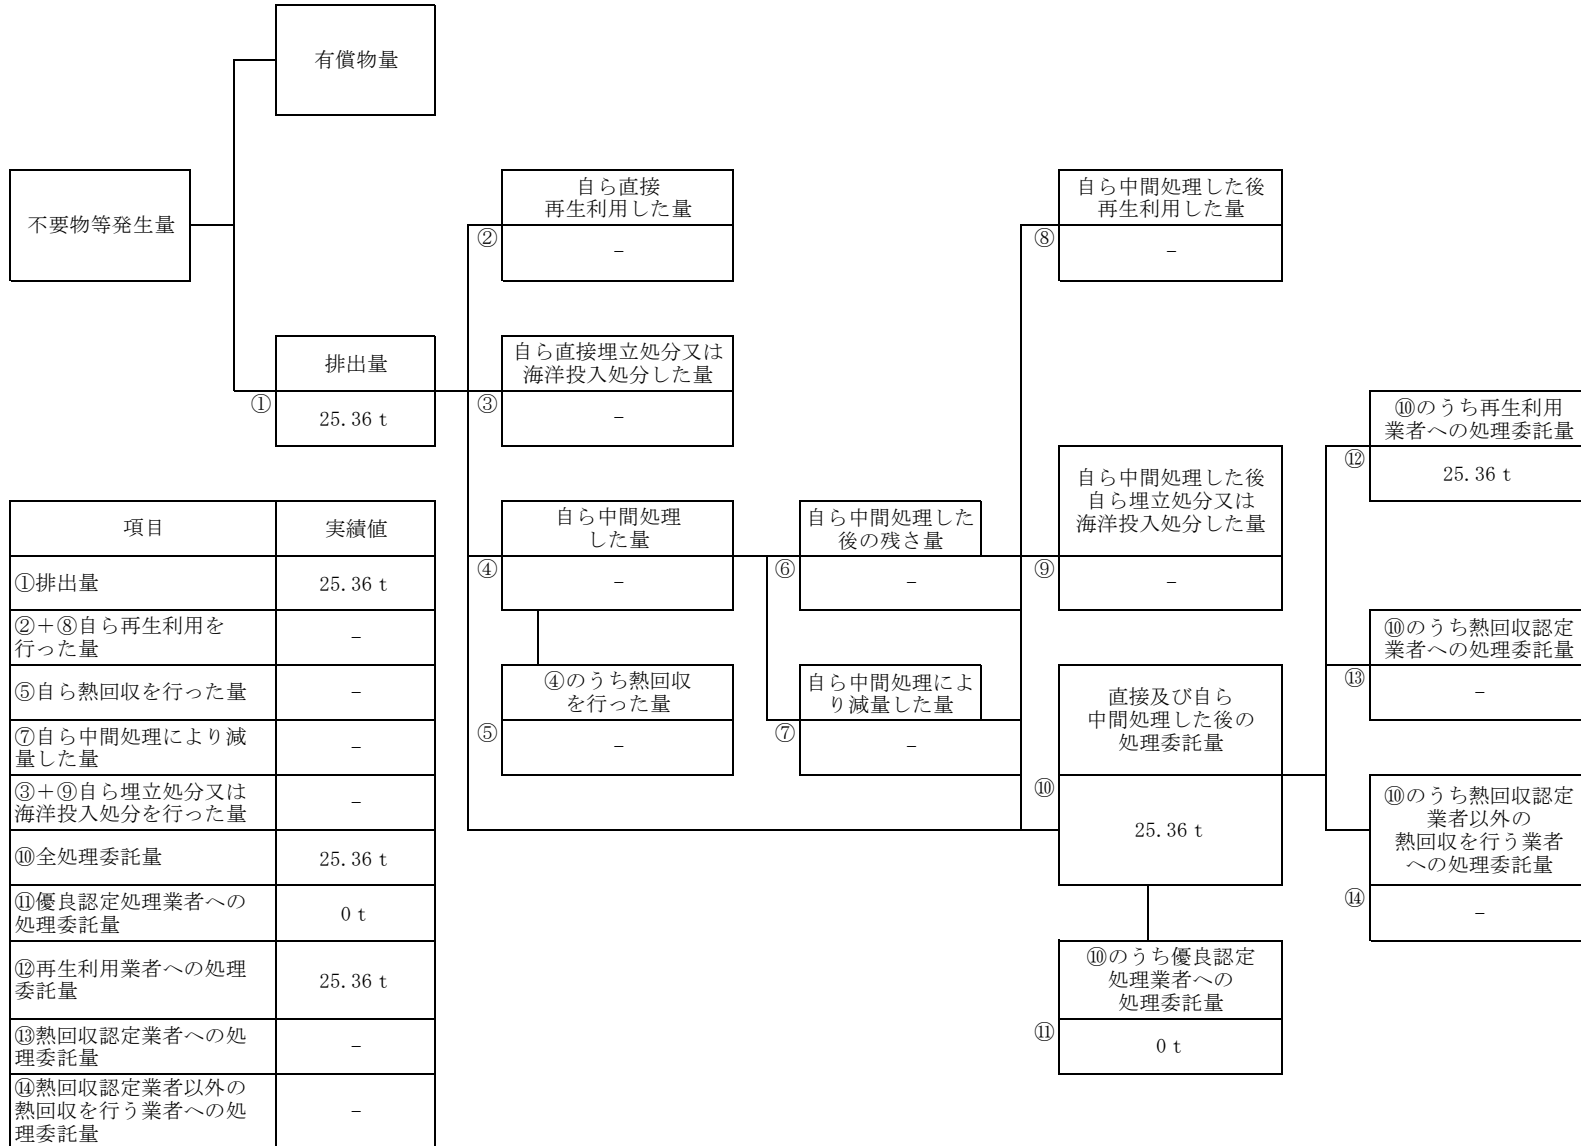 有償物量
不要物等発生量
自ら直接
再生利用した量
②
－
自ら中間処理した後
再生利用した量
⑧
－
排出量
①
25.36 t
自ら直接埋立処分又は
海洋投入処分した量
③
－
⑩のうち再生利用
業者への処理委託量
⑫
25.36 t
自ら中間処理
した量
④
－
自ら中間処理した
後の残さ量
⑥
－
自ら中間処理した後
自ら埋立処分又は
海洋投入処分した量
⑨
－
⑩のうち熱回収認定
業者への処理委託量
⑬
－
④のうち熱回収
を行った量
⑤
－
自ら中間処理によ
り減量した量
⑦
－
直接及び自ら
中間処理した後の
処理委託量
⑩
25.36 t
⑩のうち熱回収認定
業者以外の
熱回収を行う業者
への処理委託量
⑭
－
⑩のうち優良認定
処理業者への
処理委託量
⑪
0 t
項目 実績値
①排出量 25.36 t
②＋⑧自ら再生利用を
行った量 －
⑤自ら熱回収を行った量 －
⑦自ら中間処理により減
量した量 －
③＋⑨自ら埋立処分又は
海洋投入処分を行った量 －
⑩全処理委託量 25.36 t
⑪優良認定処理業者への
処理委託量 0 t
⑫再生利用業者への処理
委託量 25.36 t
⑬熱回収認定業者への処
理委託量 －
⑭熱回収認定業者以外の
熱回収を行う業者への処
理委託量 －